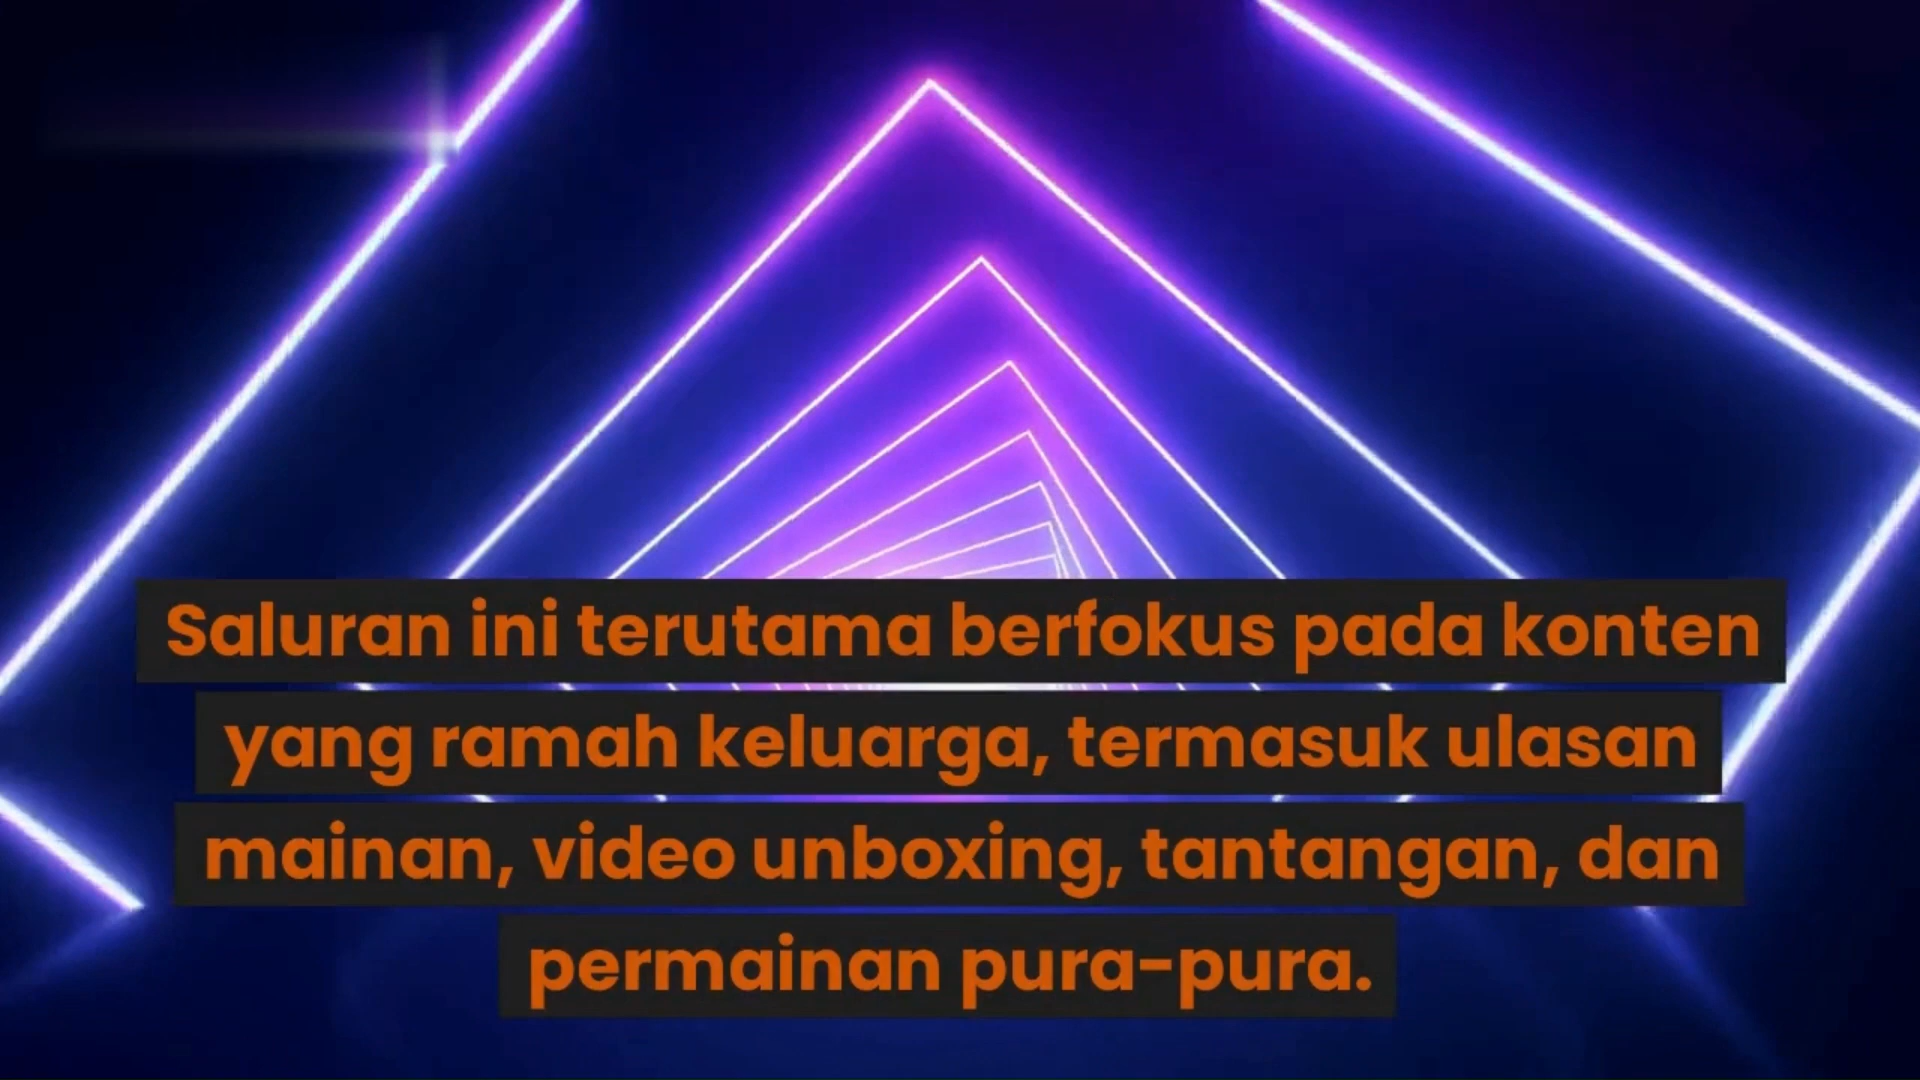 Saluran ini terutama berfokus pada konten
yang ramah keluarga, termasuk ulasan
mainan, video unboxing, tantangan, dan
permainan pura-pura.